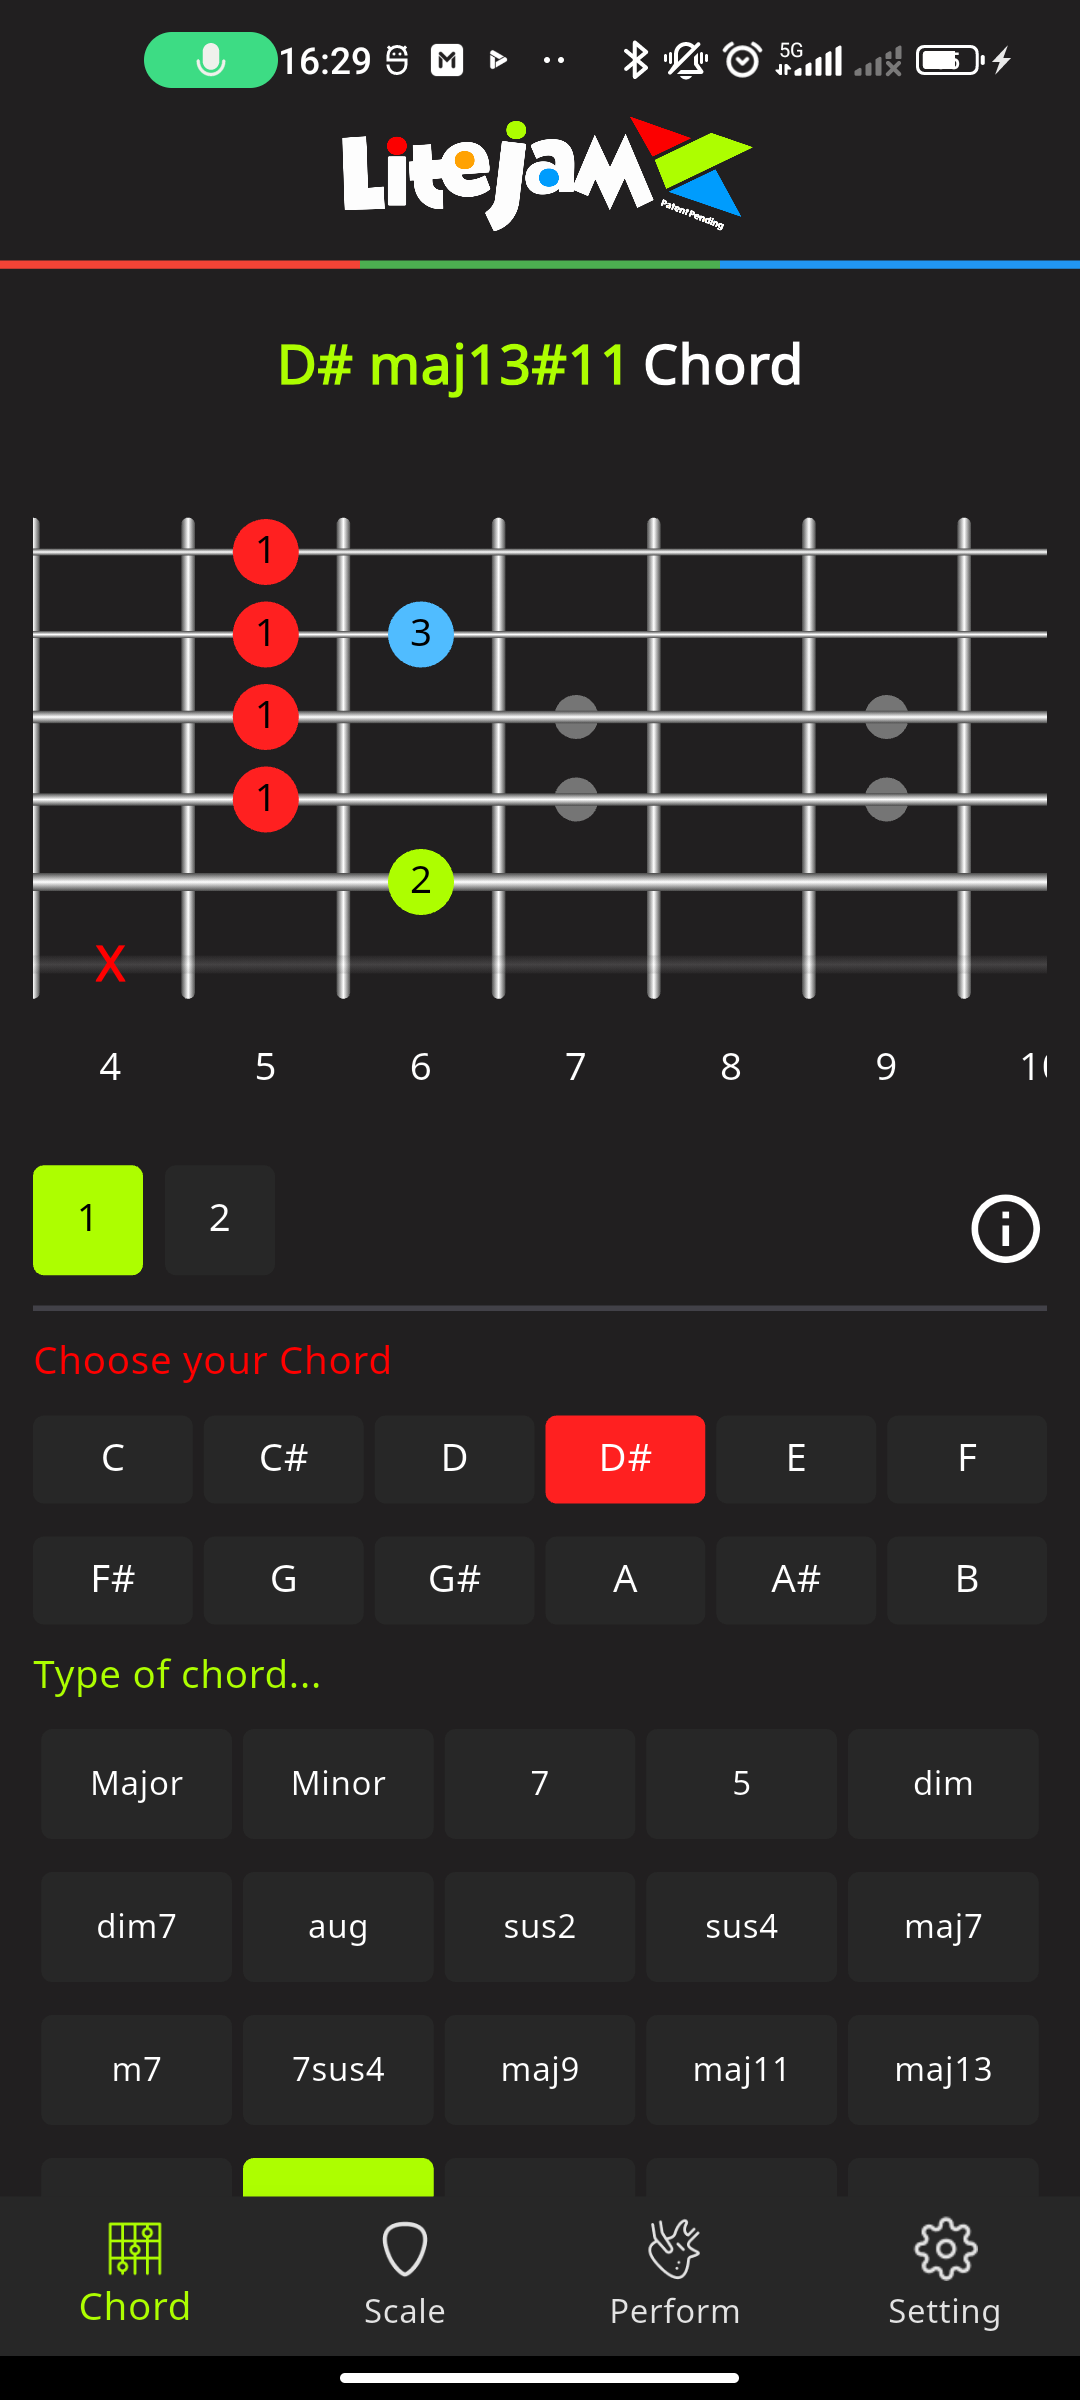 16:29
5G
Litejam
Patent Pending
D# maj13#11 Chord
1
1 3
1
1
2
X
4 5 6 7 8 9
1 2
Choose your Chord
C C# D D# E F
F# G G# A A# B
Type of chord...
Major Minor 7 5 dim
dim7 aug sus2 sus4 maj7
m7 7sus4 maj9 maj11 maj13
Chord Scale Perform Setting